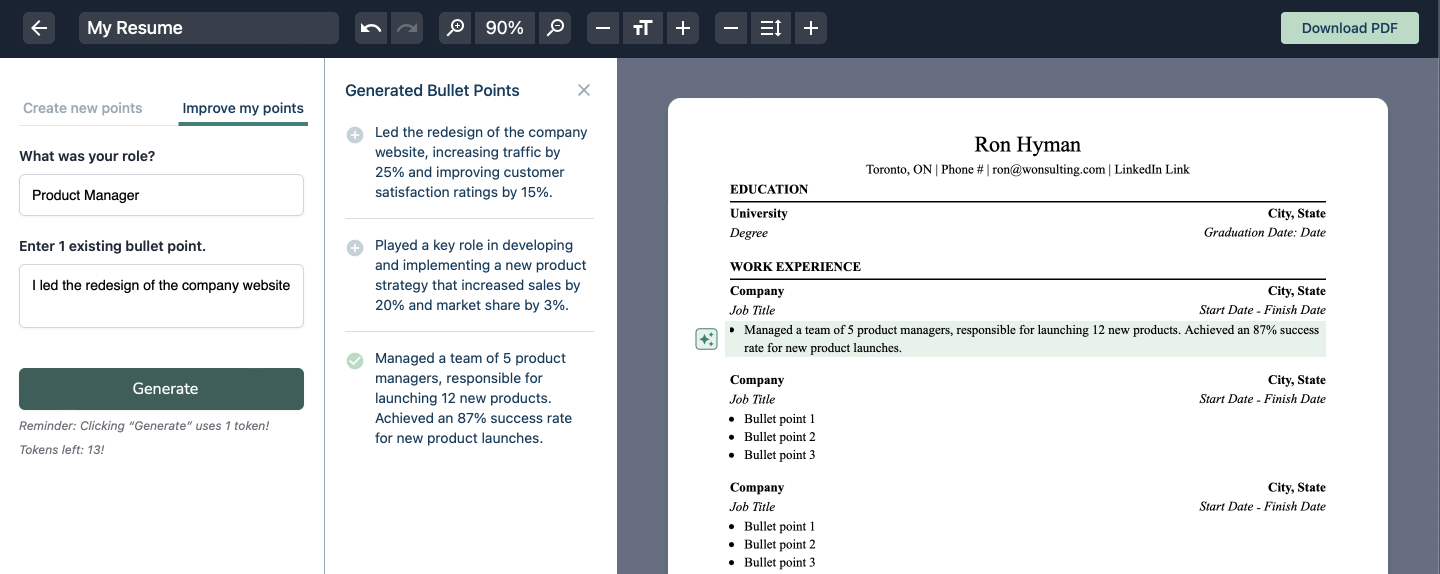 My Resume
90%
Download PDF
Create new points
Improve my points
What was your role?
Product Manager
Enter 1 existing bullet point.
I led the redesign of the company website
Generate
Reminder: Clicking “Generate” uses 1 token!
Tokens left: 13!
Generated Bullet Points
Led the redesign of the company
website, increasing traffic by
25% and improving customer
satisfaction ratings by 15%.
Played a key role in developing
and implementing a new product
strategy that increased sales by
20% and market share by 3%.
Managed a team of 5 product
managers, responsible for
launching 12 new products.
Achieved an 87% success rate
for new product launches.
Ron Hyman
Toronto, ON | Phone # | ron@wonsulting.com | LinkedIn Link
EDUCATION
University City, State
Degree Graduation Date: Date
WORK EXPERIENCE
Company City, State
Job Title Start Date - Finish Date
• Managed a team of 5 product managers, responsible for launching 12 new products. Achieved an 87% success
rate for new product launches.
Company City, State
Job Title Start Date - Finish Date
• Bullet point 1
• Bullet point 2
• Bullet point 3
Company City, State
Job Title Start Date - Finish Date
• Bullet point 1
• Bullet point 2
• Bullet point 3